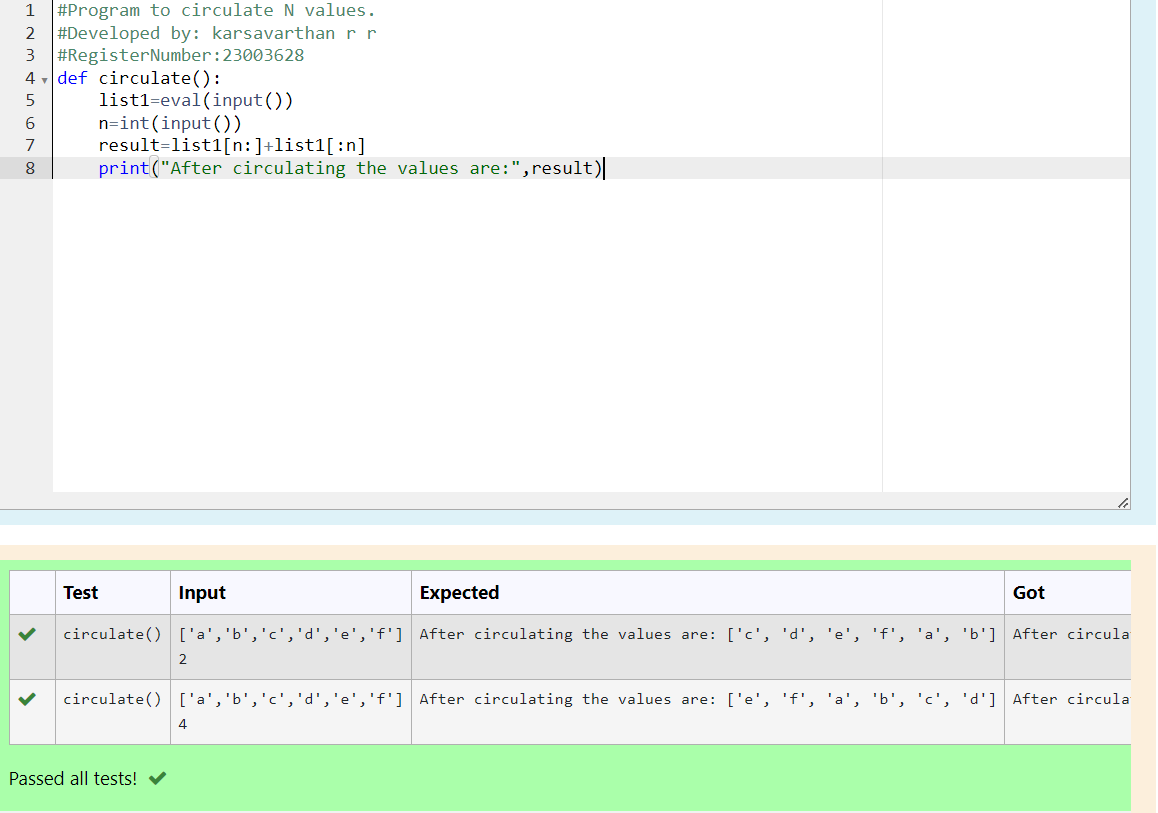 1 #Program to circulate N values.
2 #Developed by: karsavarthan r r
3 #RegisterNumber:23003628
4 def circulate():
5     list1=eval(input())
6     n=int(input())
7     result=list1[n:]+list1[:n]
8     print("After circulating the values are:",result)
Test Input Expected Got
circulate() ['a','b','c','d','e','f'] After circulating the values are: ['c', 'd', 'e', 'f', 'a', 'b'] After circula
2
circulate() ['a','b','c','d','e','f'] After circulating the values are: ['e', 'f', 'a', 'b', 'c', 'd'] After circula
4
Passed all tests!